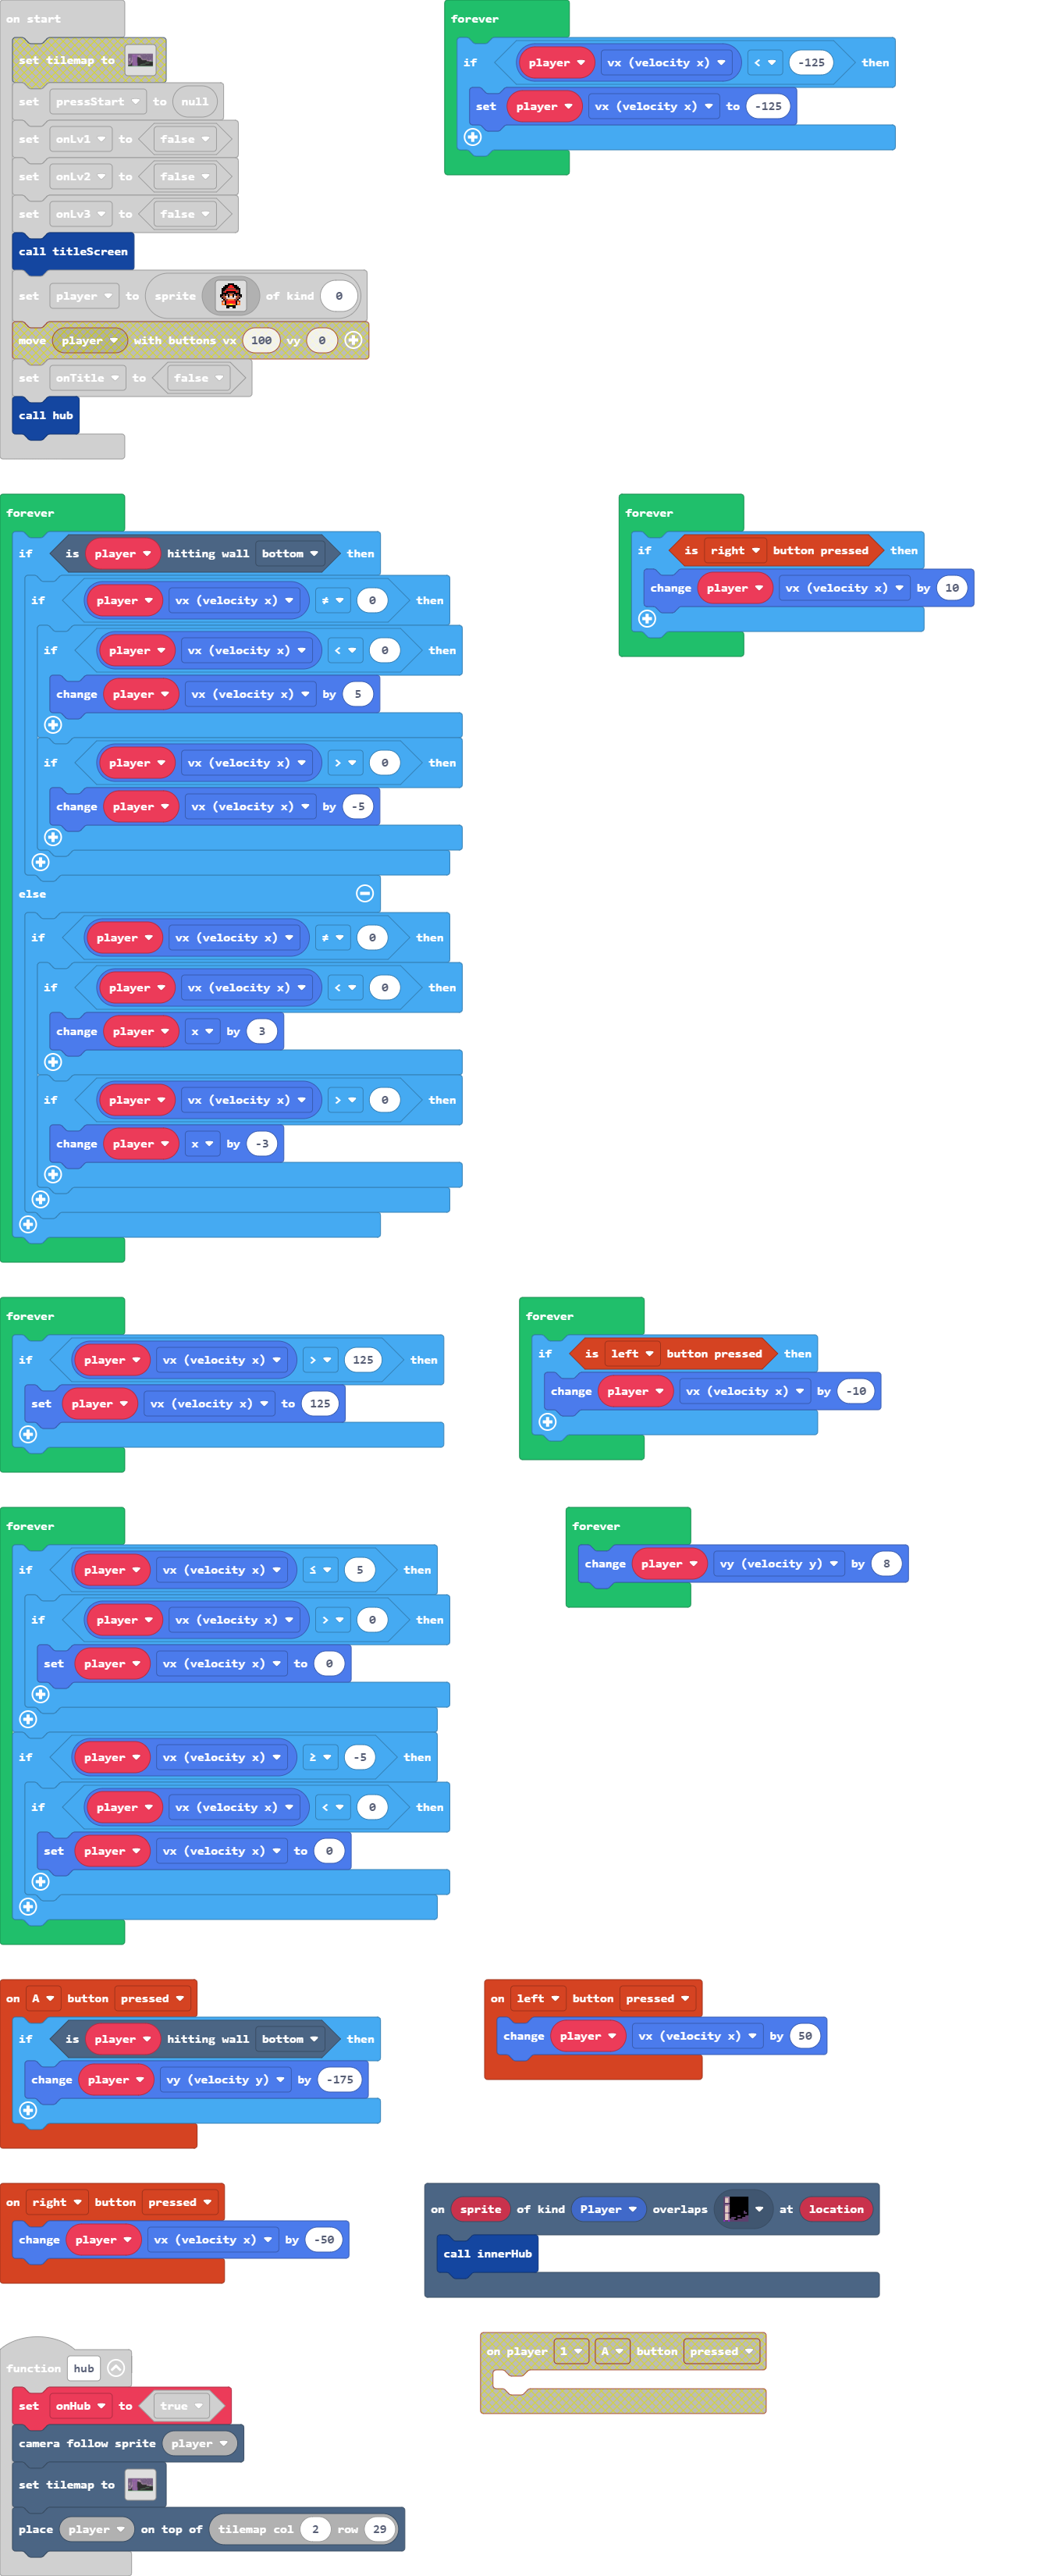 on start
set tilemap to
set pressStart to null
set onLv1 to false
set onLv2 to false
set onLv3 to false
call titleScreen
set player to sprite of kind 0
move player with buttons vx 100 vy 0
set onTitle to false
call hub
forever
if player vx (velocity x) < -125 then
set player vx (velocity x) to -125
forever
if is player hitting wall bottom then
if player vx (velocity x) ≠ 0 then
if player vx (velocity x) < 0 then
change player vx (velocity x) by 5
if player vx (velocity x) > 0 then
change player vx (velocity x) by -5
else
if player vx (velocity x) ≠ 0 then
if player vx (velocity x) < 0 then
change player x by 3
if player vx (velocity x) > 0 then
change player x by -3
forever
if is right button pressed then
change player vx (velocity x) by 10
forever
if player vx (velocity x) > 125 then
set player vx (velocity x) to 125
forever
if is left button pressed then
change player vx (velocity x) by -10
forever
if player vx (velocity x) ≤ 5 then
if player vx (velocity x) > 0 then
set player vx (velocity x) to 0
if player vx (velocity x) ≥ -5 then
if player vx (velocity x) < 0 then
set player vx (velocity x) to 0
forever
change player vy (velocity y) by 8
on A button pressed
if is player hitting wall bottom then
change player vy (velocity y) by -175
on left button pressed
change player vx (velocity x) by 50
on right button pressed
change player vx (velocity x) by -50
on sprite of kind Player overlaps at location
call innerHub
function hub
set onHub to true
camera follow sprite player
set tilemap to
place player on top of tilemap col 2 row 29
on player 1 A button pressed